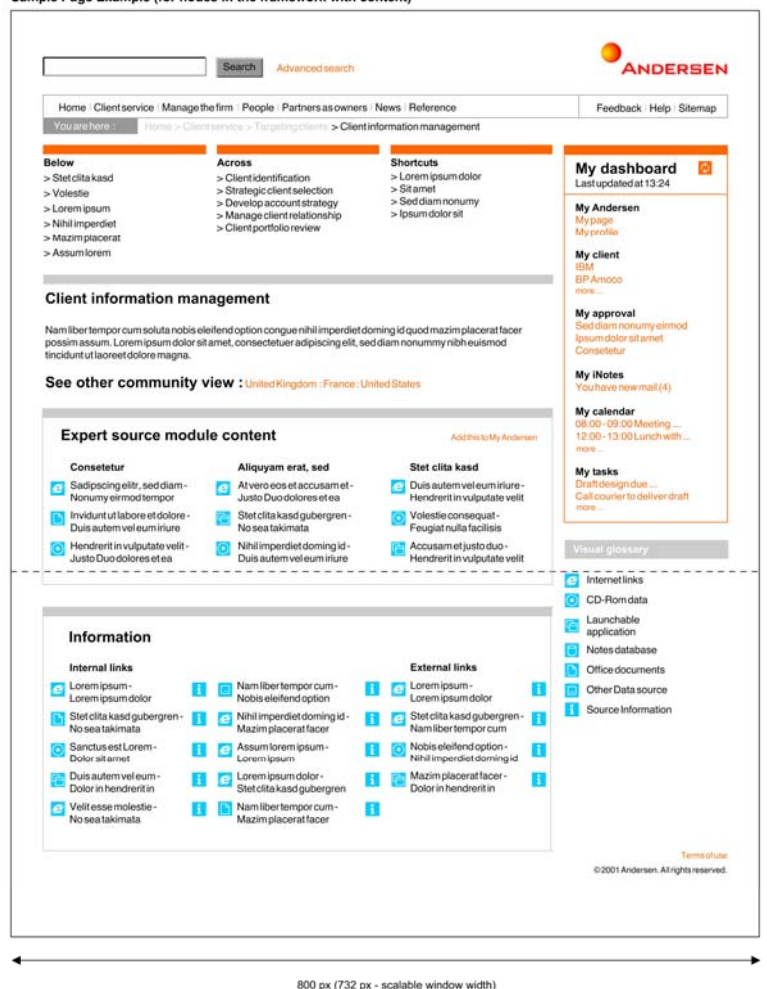 Sample Page Example (for nodes in the framework with content)
Search
Advanced search
ANDERSEN
Home | Client service | Manage the firm | People | Partners as owners | News | Reference
Feedback | Help | Sitemap
You are here :
Home > Client service > Targeting clients > Client information management
Below
> Stet clita kasd
> Volestie
> Lorem ipsum
> Nihil imperdiet
> Mazim placerat
> Assum lorem
Across
> Client identification
> Strategic client selection
> Develop account strategy
> Manage client relationship
> Client portfolio review
Shortcuts
> Lorem ipsum dolor
> Sit amet
> Sed diam nonumy
> Ipsum dolor sit
My dashboard
Last updated at 13:24
My Andersen
My page
My profile
My client
IBM
BP Amoco
more ...
My approval
Sed diam nonumy eirmod
Ipsum dolor sit amet
Consetetur
My iNotes
You have new mail (4)
My calendar
08:00 - 09:00 Meeting ...
12:00 - 13:00 Lunch with ...
more ...
My tasks
Draft design due ...
Call courier to deliver draft
more ...
Client information management
Nam liber tempor cum soluta nobis eleifend option congue nihil imperdiet doming id quod mazim placerat facer
possim assum. Lorem ipsum dolor sit amet, consectetuer adipiscing elit, sed diam nonummy nibh euismod
tincidunt ut laoreet dolore magna.
See other community view : United Kingdom : France : United States
Expert source module content
Add this to My Andersen
Consetetur
Sadipscing elitr, sed diam -
Nonumy eirmod tempor
Invidunt ut labore et dolore -
Duis autem vel eum iriure
Hendrerit in vulputate velit -
Justo Duo dolores et ea
Aliquyam erat, sed
At vero eos et accusam et -
Justo Duo dolores et ea
Stet clita kasd gubergren -
No sea takimata
Nihil imperdiet doming id -
Duis autem vel eum iriure
Stet clita kasd
Duis autem vel eum iriure -
Hendrerit in vulputate velit
Volestie consequat -
Feugiat nulla facilisis
Accusam et justo duo -
Hendrerit in vulputate velit
Visual glossary
Internet links
CD-Rom data
Launchable
application
Notes database
Office documents
Other Data source
Source Information
Information
Internal links
Lorem ipsum -
Lorem ipsum dolor
Stet clita kasd gubergren -
No sea takimata
Sanctus est Lorem -
Dolor sit amet
Duis autem vel eum -
Dolor in hendrerit in
Velit esse molestie -
No sea takimata
Nam liber tempor cum -
Nobis eleifend option
Nihil imperdiet doming id -
Mazim placerat facer
Assum lorem ipsum -
Lorem ipsum
Lorem ipsum dolor -
Stet clita kasd gubergren
Nam liber tempor cum -
Mazim placerat facer
External links
Lorem ipsum -
Lorem ipsum dolor
Stet clita kasd gubergren -
Nam liber tempor cum
Nobis eleifend option -
Nihil imperdiet doming id
Mazim placerat facer -
Dolor in hendrerit in
Terms of use
© 2001 Andersen. All rights reserved.
800 px (732 px - scalable window width)